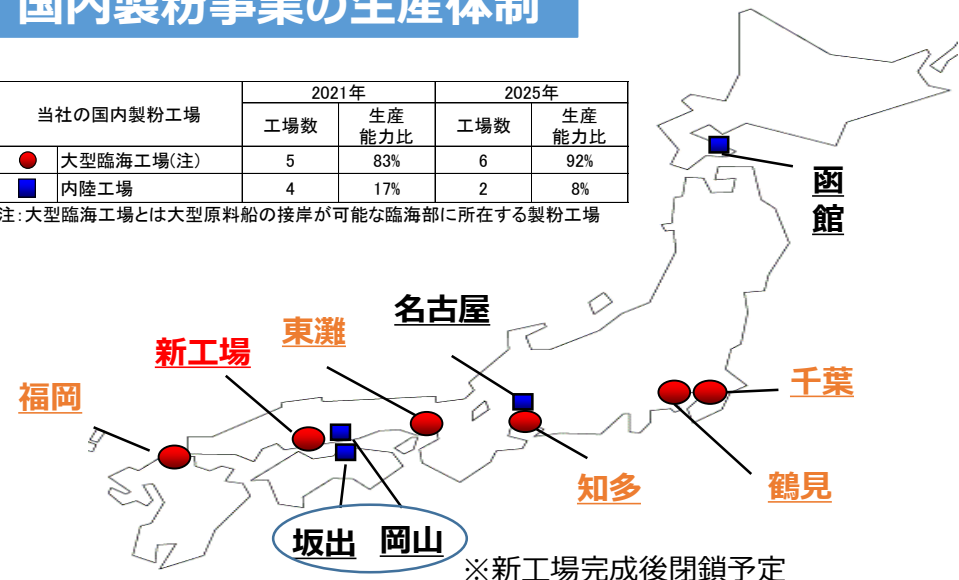 国内製粉事業の生産体制
当社の国内製粉工場 2021年 2025年
工場数 生産能力比 工場数 生産能力比
大型臨海工場(注) 5 83% 6 92%
内陸工場 4 17% 2 8%
注:大型臨海工場とは大型原料船の接岸が可能な臨海部に所在する製粉工場
函館
名古屋
東灘
新工場
福岡
千葉
知多
鶴見
坂出 岡山
※新工場完成後閉鎖予定